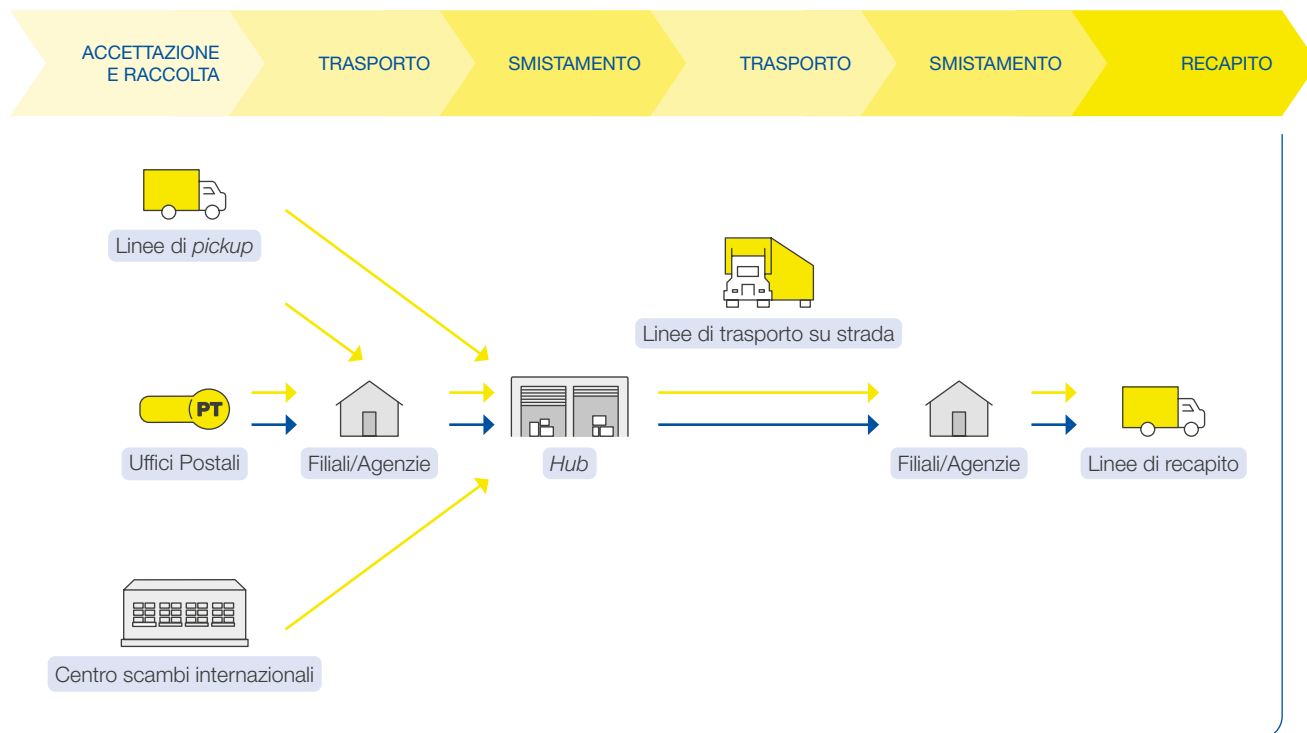 ACCETTAZIONE
E RACCOLTA
TRASPORTO
SMISTAMENTO
TRASPORTO
SMISTAMENTO
RECAPITO
Linee di pickup
Linee di trasporto su strada
PT
Uffici Postali
Filiali/Agenzie
Hub
Filiali/Agenzie
Linee di recapito
Centro scambi internazionali